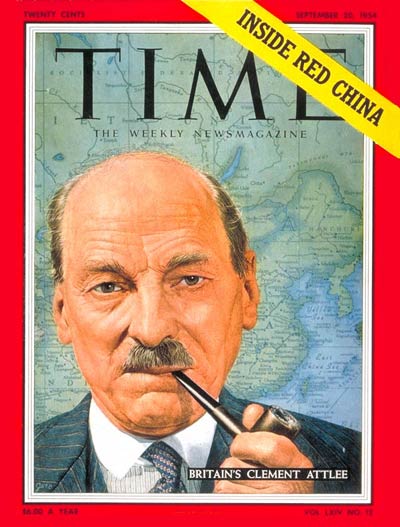 TWENTY CENTS
SEPTEMBER 20, 1954
INSIDE RED CHINA
TIME
THE WEEKLY NEWSMAGAZINE
BRITAIN'S CLEMENT ATTLEE
$6.00 A YEAR
VOL. LXIV NO. 12